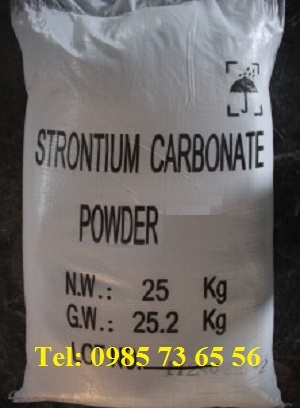 STRONTIUM CARBONATE
POWDER
N.W.: 25 Kg
G.W.: 25.2 Kg
Tel: 0985 73 65 56